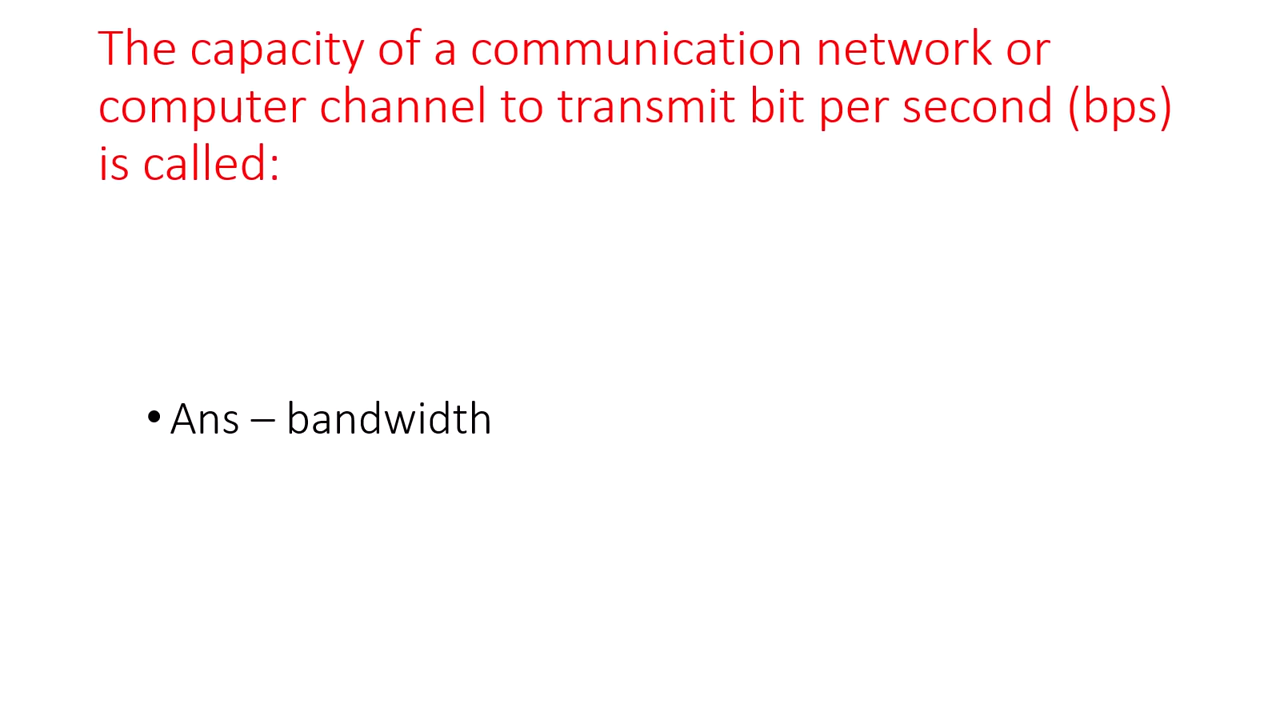 The capacity of a communication network or
computer channel to transmit bit per second (bps)
is called:
• Ans – bandwidth